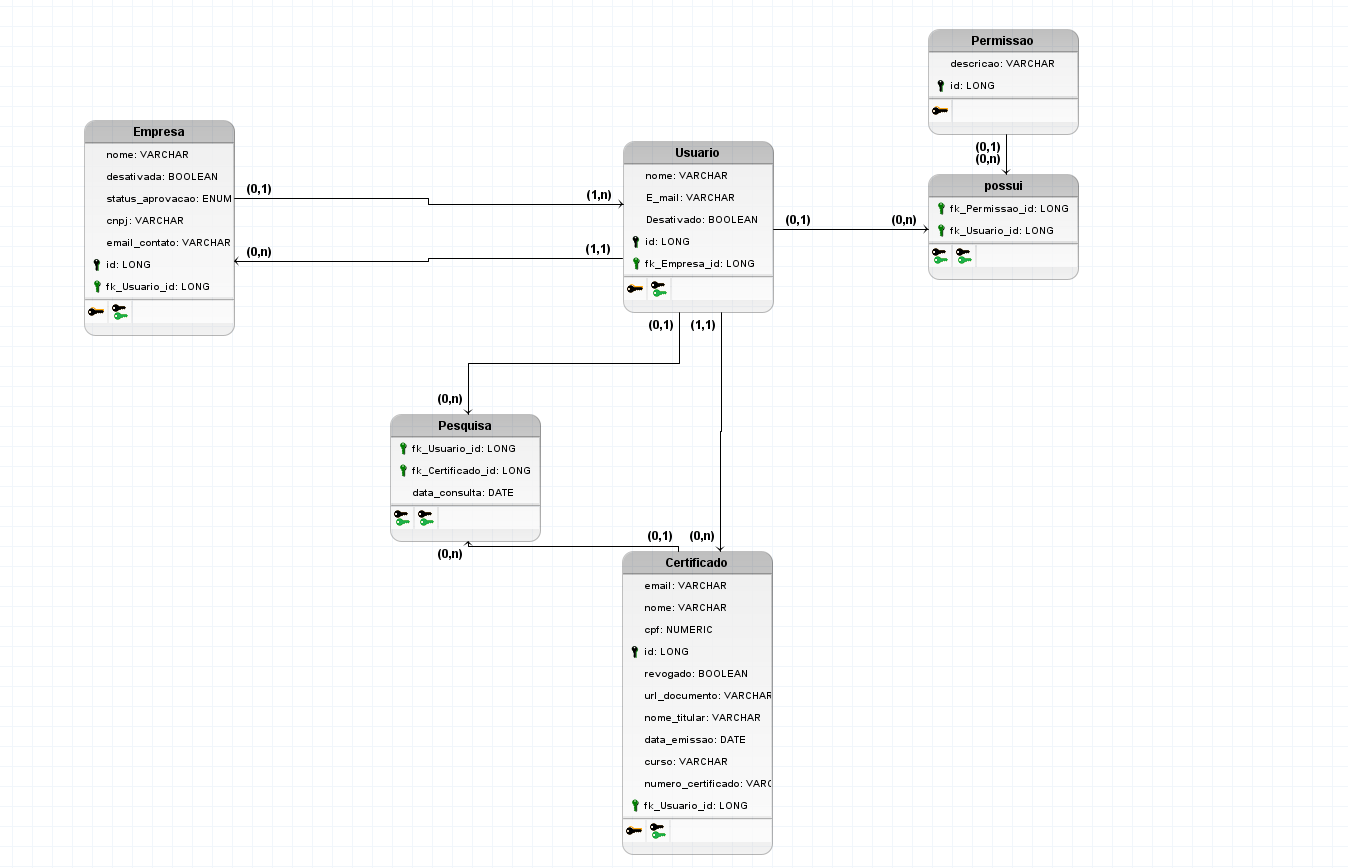 Permissao
descricao: VARCHAR
id: LONG
(0,1)
(0,n)
possui
fk_Permissao_id: LONG
fk_Usuario_id: LONG
Empresa
nome: VARCHAR
desativada: BOOLEAN
status_aprovacao: ENUM
cnpj: VARCHAR
email_contato: VARCHAR
id: LONG
fk_Usuario_id: LONG
(0,1)
(1,n)
(0,n)
(1,1)
Usuario
nome: VARCHAR
E_mail: VARCHAR
Desativado: BOOLEAN
id: LONG
fk_Empresa_id: LONG
(0,1)
(0,n)
(0,1)
(1,1)
(0,n)
Pesquisa
fk_Usuario_id: LONG
fk_Certificado_id: LONG
data_consulta: DATE
(0,n)
(0,1)
(0,n)
Certificado
email: VARCHAR
nome: VARCHAR
cpf: NUMERIC
id: LONG
revogado: BOOLEAN
url_documento: VARCHAR
nome_titular: VARCHAR
data_emissao: DATE
curso: VARCHAR
numero_certificado: VARC
fk_Usuario_id: LONG